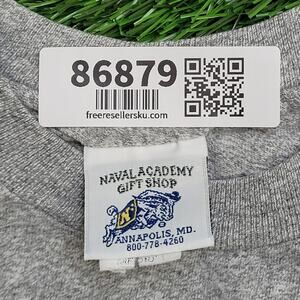 86879
freeresellersku.com
NAVAL ACADEMY
GIFT SHOP
N
ANNAPOLIS, MD.
800-778-4260